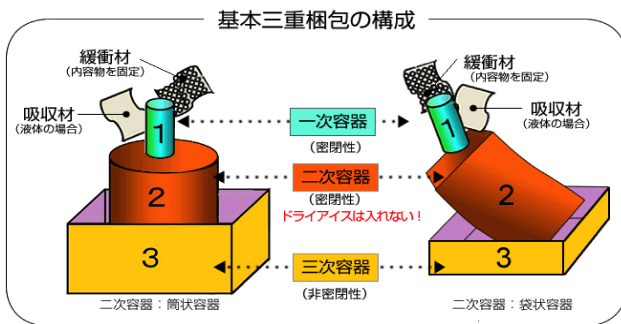 基本三重梱包の構成
緩衝材
(内容物を固定)
吸収材
(液体の場合)
1
2
3
二次容器:筒状容器
一次容器
(密閉性)
二次容器
(密閉性)
ドライアイスは入れない!
三次容器
(非密閉性)
緩衝材
(内容物を固定)
吸収材
(液体の場合)
1
2
3
二次容器:袋状容器